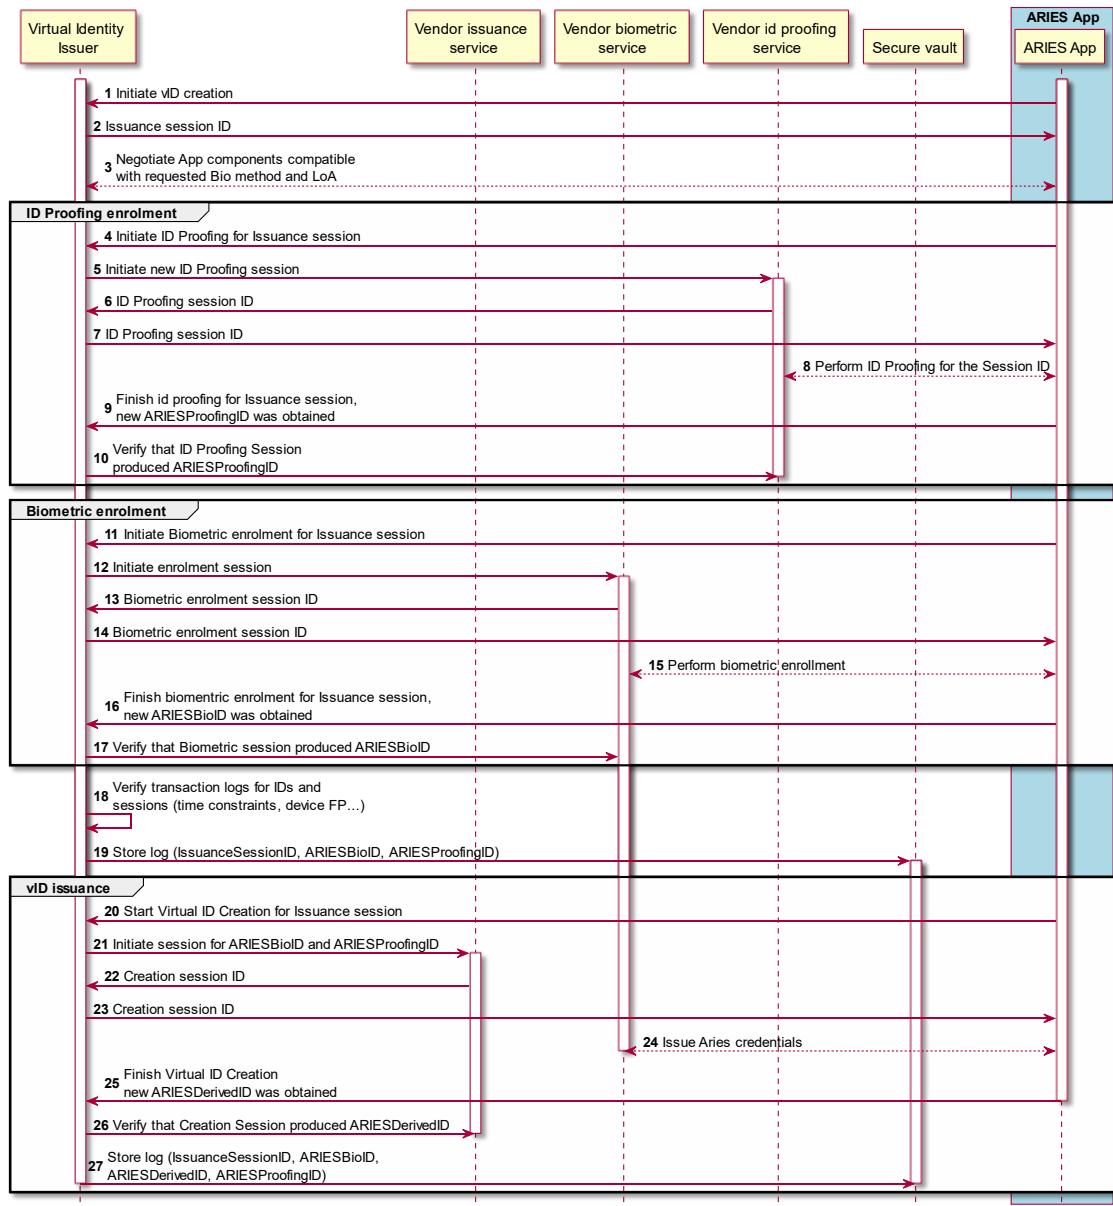 ARIES App
Virtual Identity
Issuer
Vendor issuance
service
Vendor biometric
service
Vendor id proofing
service
Secure vault
ARIES App
1 Initiate vID creation
2 Issuance session ID
3 Negotiate App components compatible
with requested Bio method and LoA
ID Proofing enrolment
4 Initiate ID Proofing for Issuance session
5 Initiate new ID Proofing session
6 ID Proofing session ID
7 ID Proofing session ID
8 Perform ID Proofing for the Session ID
9 Finish id proofing for Issuance session,
new ARIESProofingID was obtained
10 Verify that ID Proofing Session
produced ARIESProofingID
Biometric enrolment
11 Initiate Biometric enrolment for Issuance session
12 Initiate enrolment session
13 Biometric enrolment session ID
14 Biometric enrolment session ID
15 Perform biometric enrollment
16 Finish biomentric enrolment for Issuance session,
new ARIESBioID was obtained
17 Verify that Biometric session produced ARIESBioID
18 Verify transaction logs for IDs and
sessions (time constraints, device FP...)
19 Store log (IssuanceSessionID, ARIESBioID, ARIESProofingID)
vID issuance
20 Start Virtual ID Creation for Issuance session
21 Initiate session for ARIESBioID and ARIESProofingID
22 Creation session ID
23 Creation session ID
24 Issue Aries credentials
25 Finish Virtual ID Creation
new ARIESDerivedID was obtained
26 Verify that Creation Session produced ARIESDerivedID
27 Store log (IssuanceSessionID, ARIESBioID,
ARIESDerivedID, ARIESProofingID)